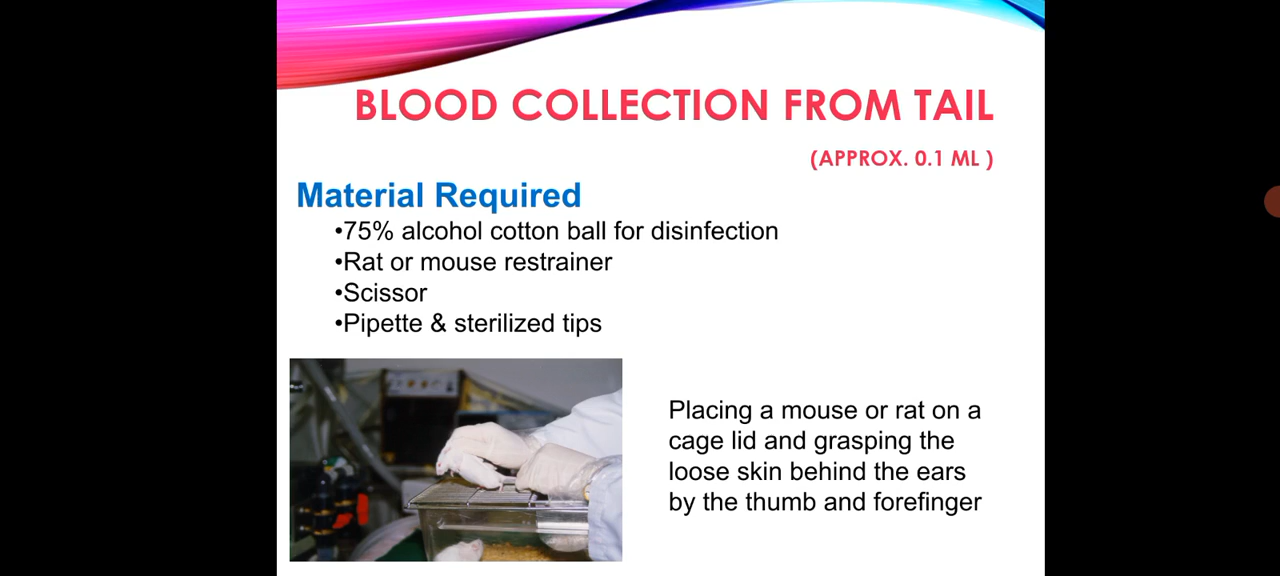 BLOOD COLLECTION FROM TAIL
(APPROX. 0.1 ML )
Material Required
•75% alcohol cotton ball for disinfection
•Rat or mouse restrainer
•Scissor
•Pipette & sterilized tips
Placing a mouse or rat on a
cage lid and grasping the
loose skin behind the ears
by the thumb and forefinger